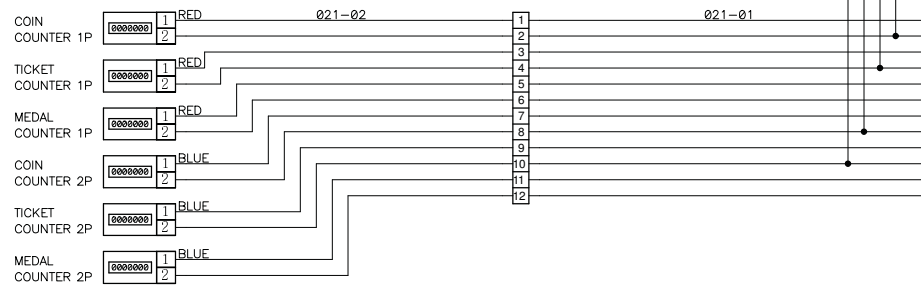 RED 021-02 021-01
COIN
COUNTER 1P
0000000
1
2
RED
TICKET
COUNTER 1P
0000000
1
2
RED
MEDAL
COUNTER 1P
0000000
1
2
BLUE
COIN
COUNTER 2P
0000000
1
2
BLUE
TICKET
COUNTER 2P
0000000
1
2
BLUE
MEDAL
COUNTER 2P
0000000
1
2
1
2
3
4
5
6
7
8
9
10
11
12